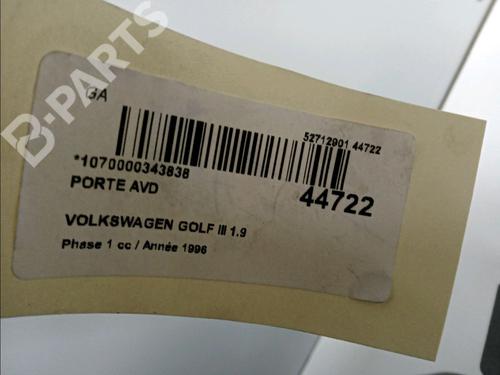 B-PARTS
GA
52712901 44722
*1070000343838
PORTE AVD
44722
VOLKSWAGEN GOLF III 1.9
Phase 1 cc / Année 1996